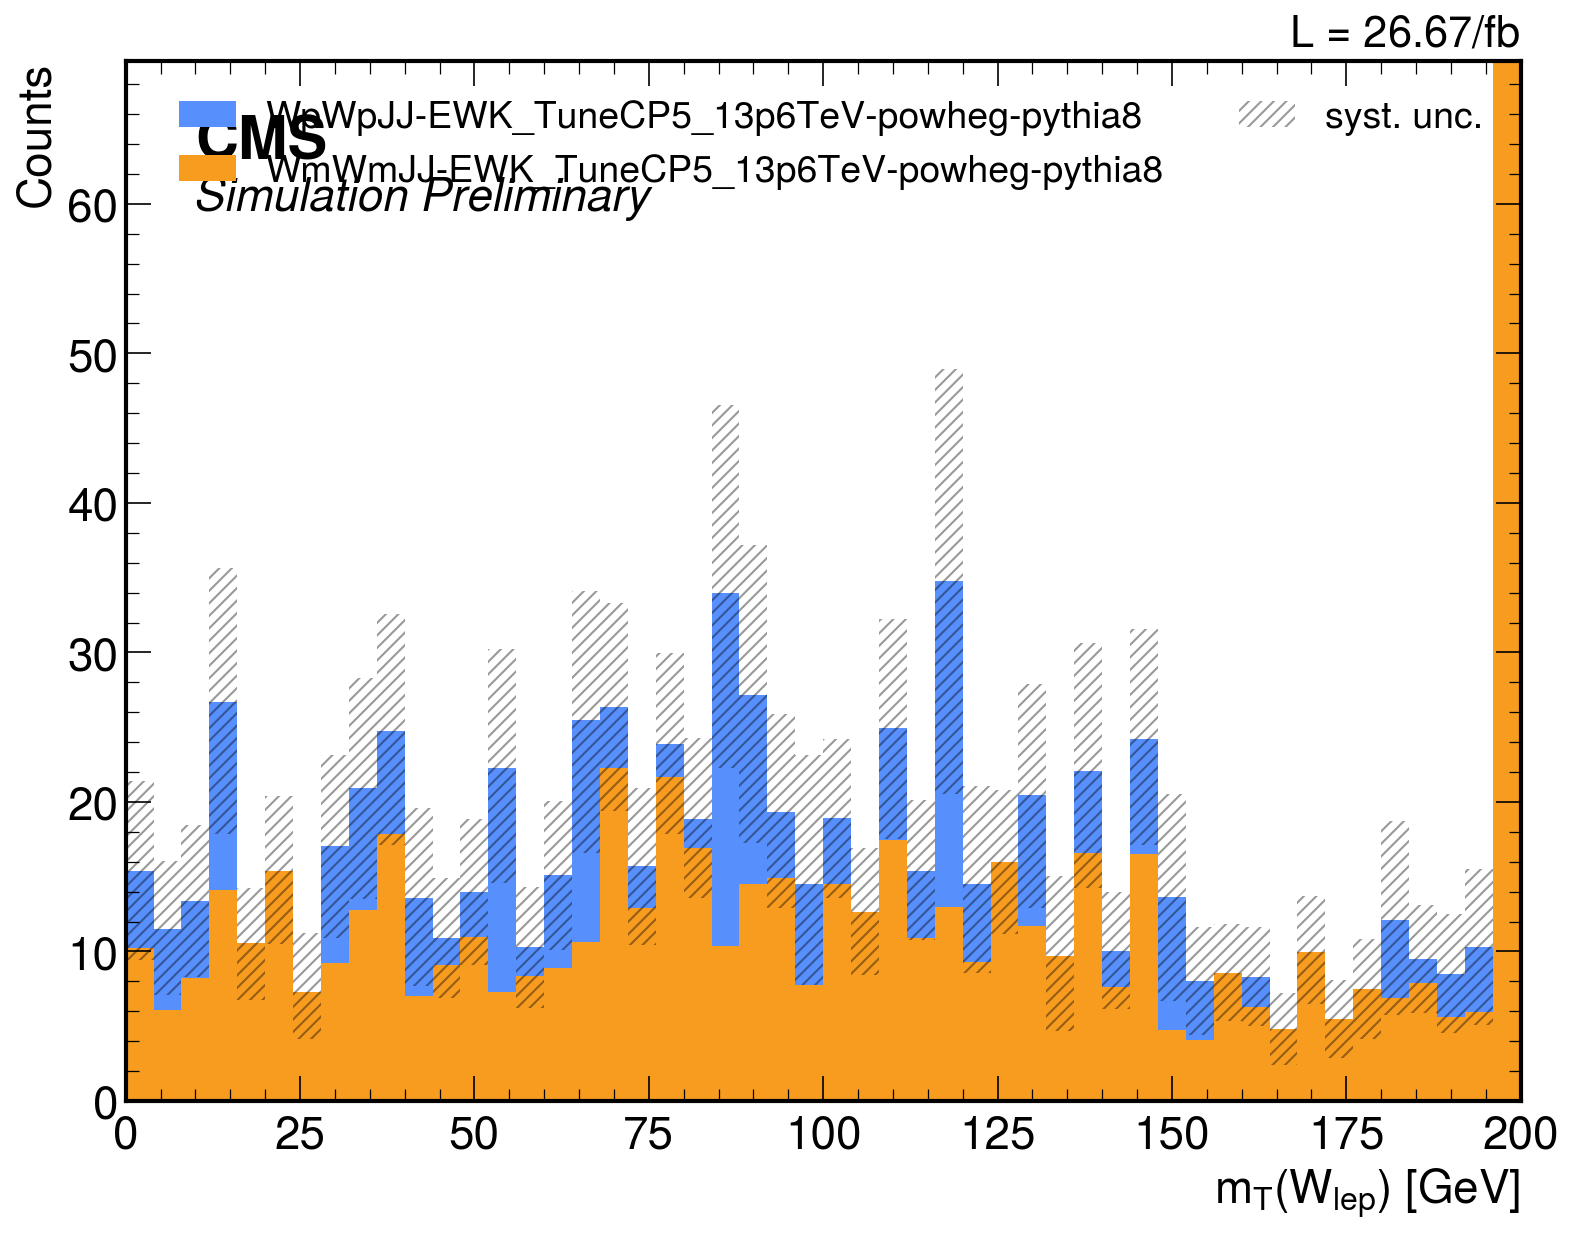 L = 26.67/fb
Counts
WpWpJJ-EWK_TuneCP5_13p6TeV-powheg-pythia8
syst. unc.
CMS
WmWmJJ-EWK_TuneCP5_13p6TeV-powheg-pythia8
Simulation Preliminary
60
50
40
30
20
10
0
0 25 50 75 100 125 150 175 200
m_T(W_lep) [GeV]